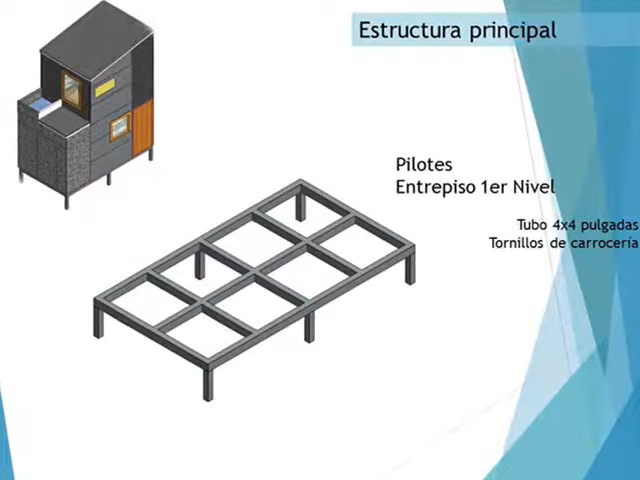 Estructura principal
Pilotes
Entrepiso 1er Nivel
Tubo 4x4 pulgadas
Tornillos de carrocería